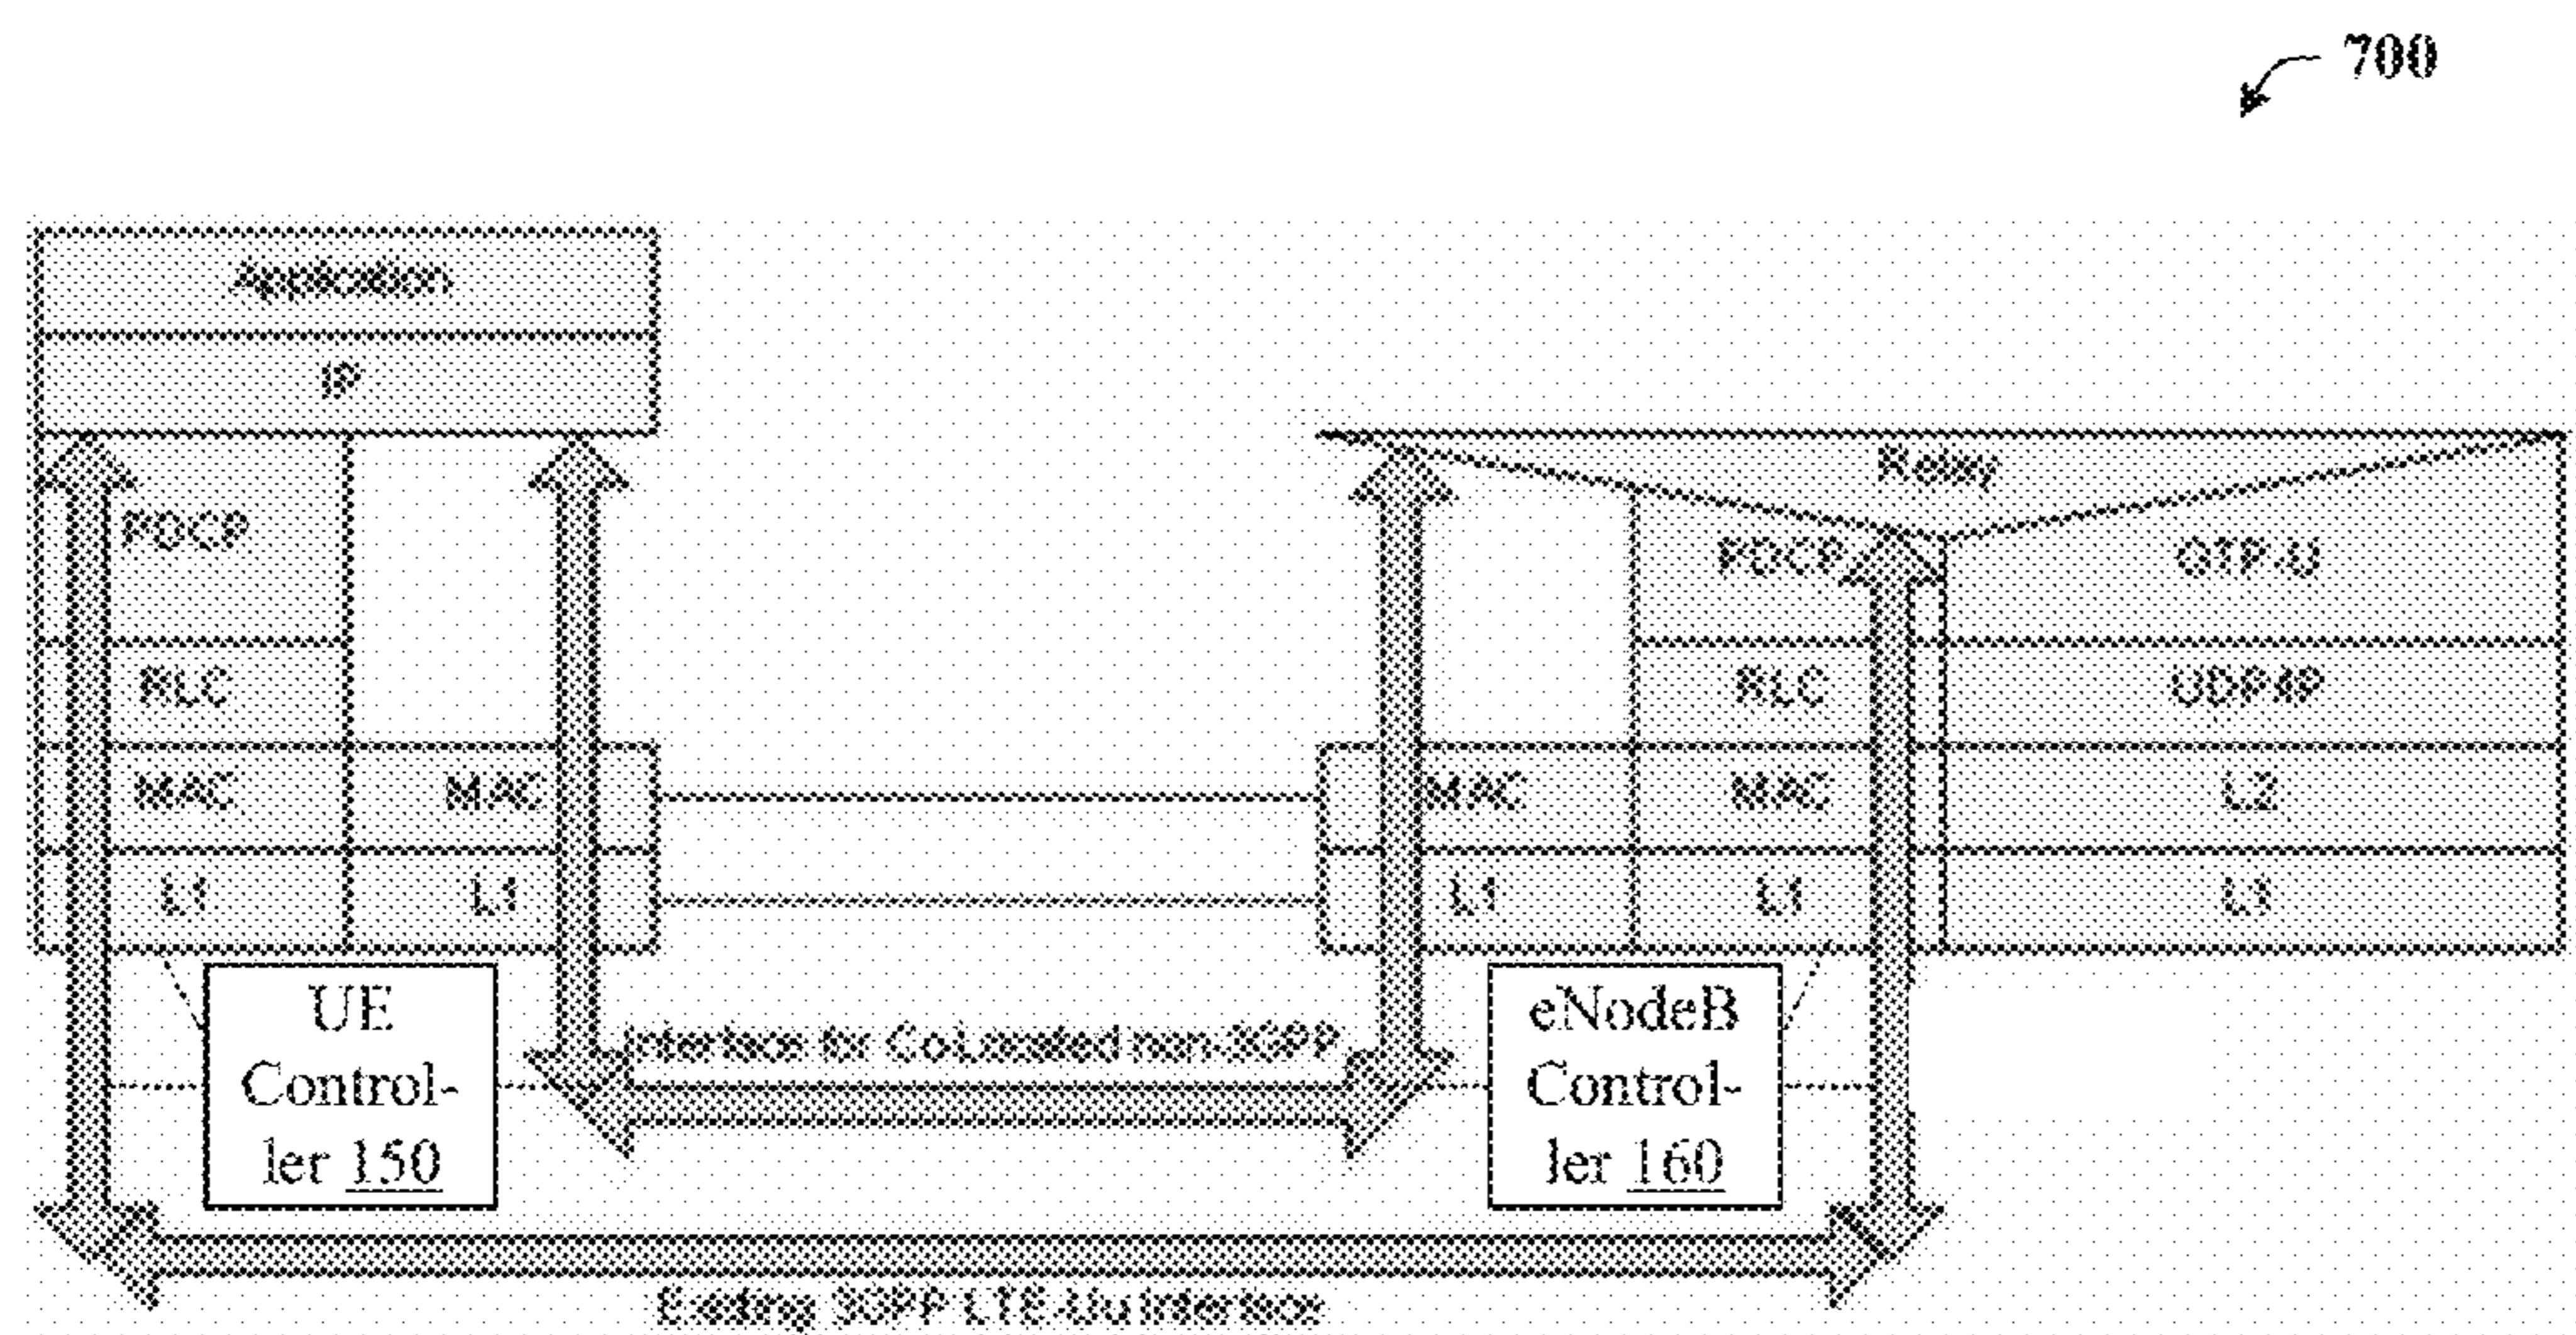 700
Application
IP
Relay
PDCP
PDCP
GTP-U
RLC
RLC
UDP/IP
MAC
MAC
MAC
MAC
L2
L1
L1
L1
L1
L1
UE
Control-
ler 150
Interface for Co-Located non-3GPP
eNodeB
Control-
ler 160
Existing 3GPP LTE-Uu interface